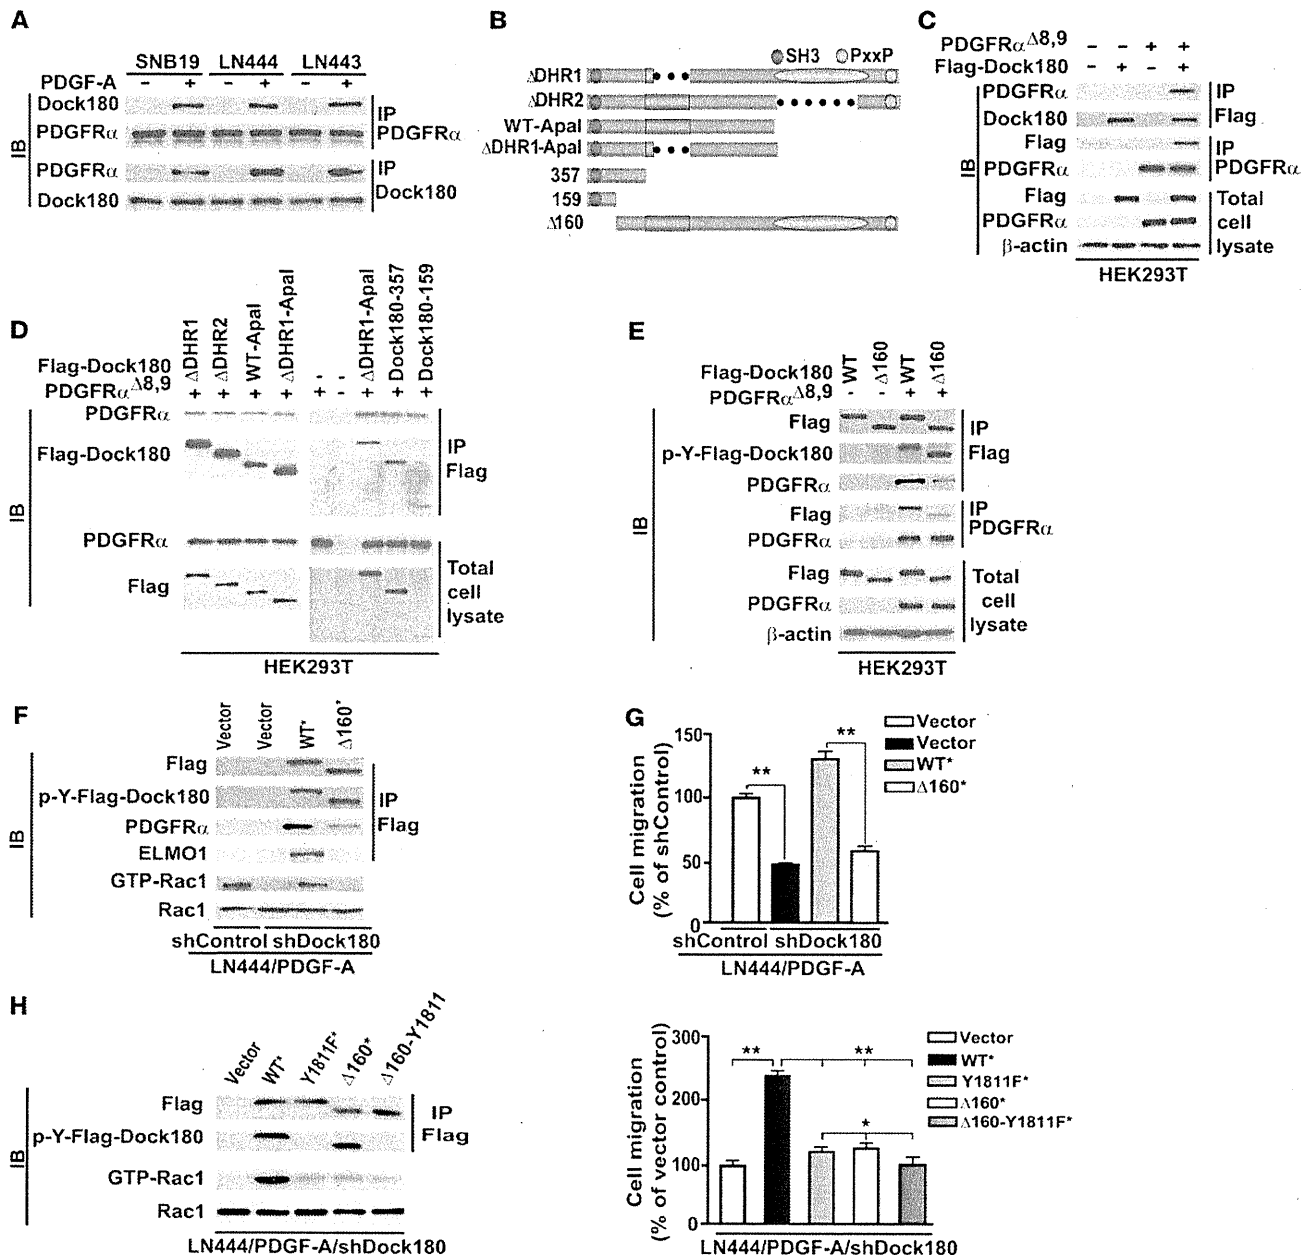 A
SNB19 LN444 LN443
PDGF-A - + - + - +
IB
Dock180
PDGFRα
IP
PDGFRα
PDGFRα
Dock180
IP
Dock180
B
SH3 PxxP
ΔDHR1
ΔDHR2
WT-ApaI
ΔDHR1-ApaI
357
159
Δ160
C
PDGFRαΔ8,9 - - + +
Flag-Dock180 - + - +
IB
PDGFRα
Dock180
IP
Flag
Flag
PDGFRα
IP
PDGFRα
Flag
PDGFRα
β-actin
Total
cell
lysate
HEK293T
D
ΔDHR1
ΔDHR2
WT-ApaI
ΔDHR1-ApaI
ΔDHR1-ApaI
Dock180-357
Dock180-159
Flag-Dock180 - -
PDGFRαΔ8,9 + + + + + - + + +
IB
PDGFRα
Flag-Dock180
IP
Flag
PDGFRα
Flag
Total
cell
lysate
HEK293T
E
WT
Δ160
WT
Δ160
Flag-Dock180
PDGFRαΔ8,9 - - + +
IB
Flag
p-Y-Flag-Dock180
PDGFRα
IP
Flag
Flag
PDGFRα
IP
PDGFRα
Flag
PDGFRα
β-actin
Total
cell
lysate
HEK293T
F
Vector
Vector
WT*
Δ160*
IB
Flag
p-Y-Flag-Dock180
PDGFRα
ELMO1
IP
Flag
GTP-Rac1
Rac1
shControl shDock180
LN444/PDGF-A
G
Cell migration
(% of shControl)
150
100
50
0
**
**
Vector
Vector
WT*
Δ160*
shControl shDock180
LN444/PDGF-A
H
Vector
WT*
Y1811F*
Δ160*
Δ160-Y1811
IB
Flag
p-Y-Flag-Dock180
IP
Flag
GTP-Rac1
Rac1
LN444/PDGF-A/shDock180
Cell migration
(% of vector control)
300
200
100
0
** **
*
Vector
WT*
Y1811F*
Δ160*
Δ160-Y1811F*
LN444/PDGF-A/shDock180